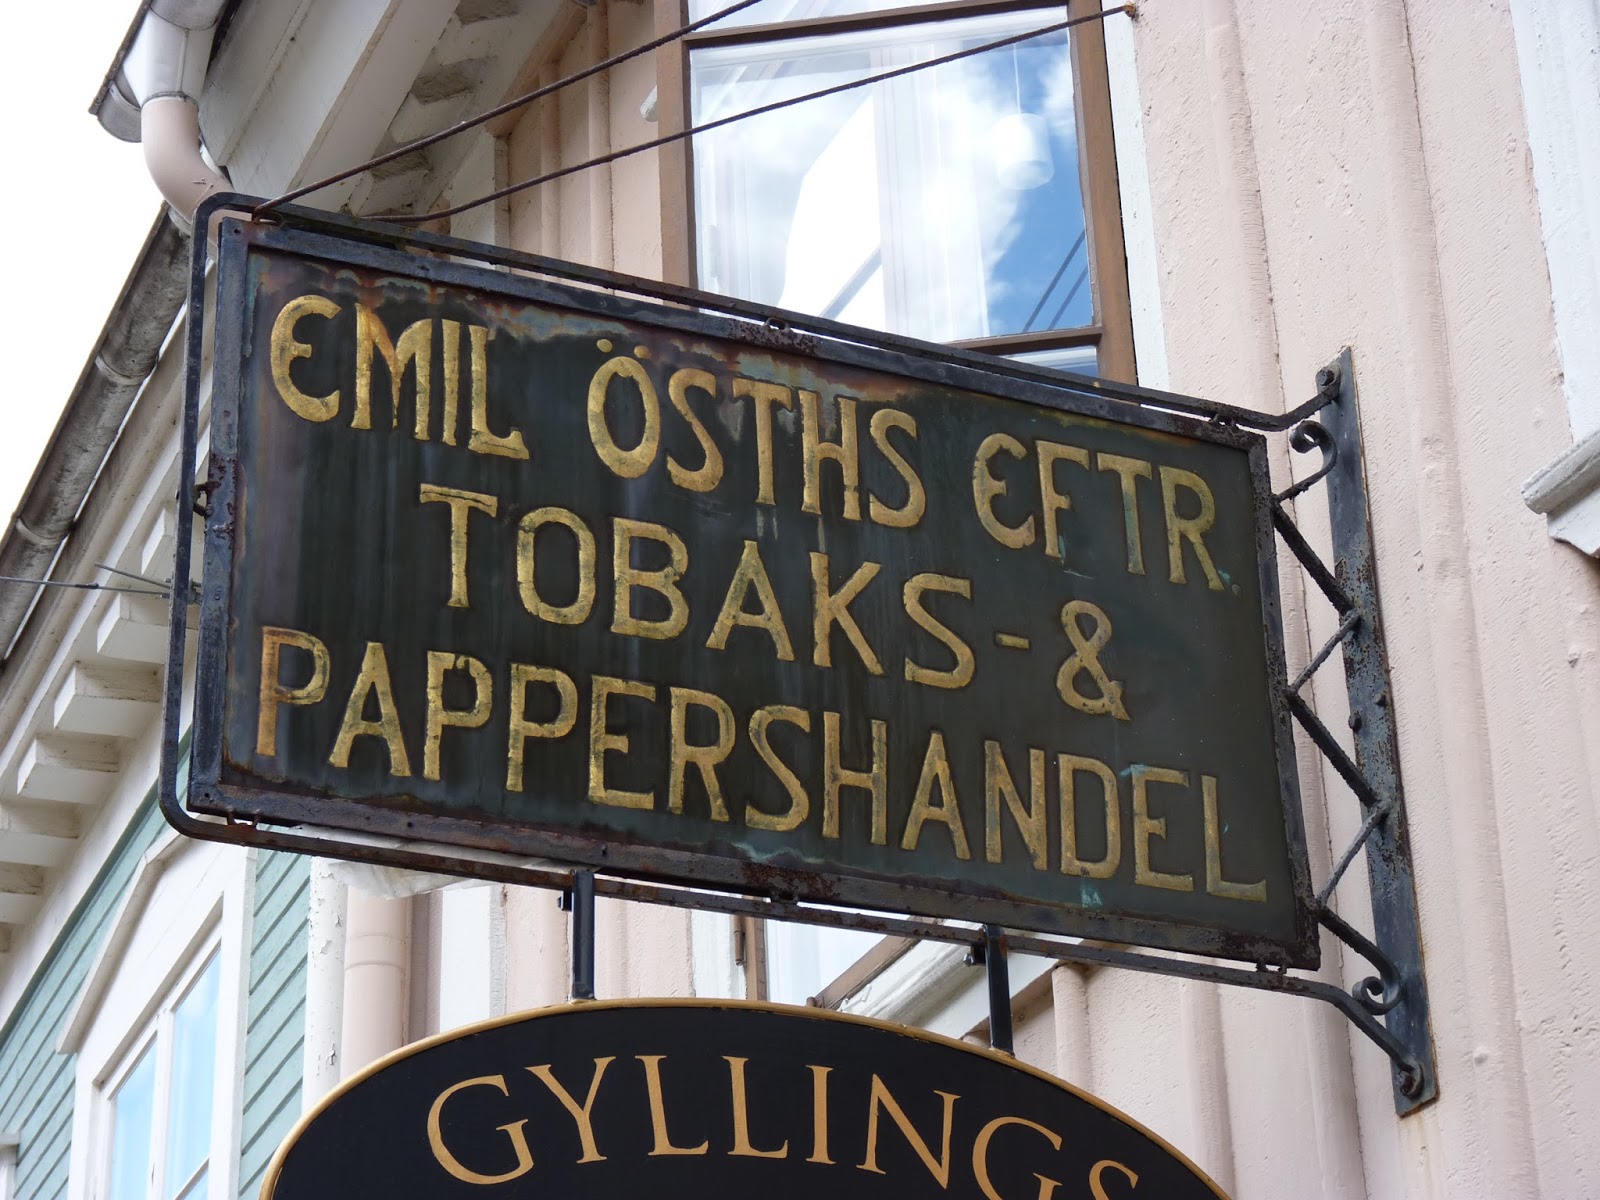 EMIL ÖSTHS EFTR.
TOBAKS-&
PAPPERSHANDEL
GYLLINGS